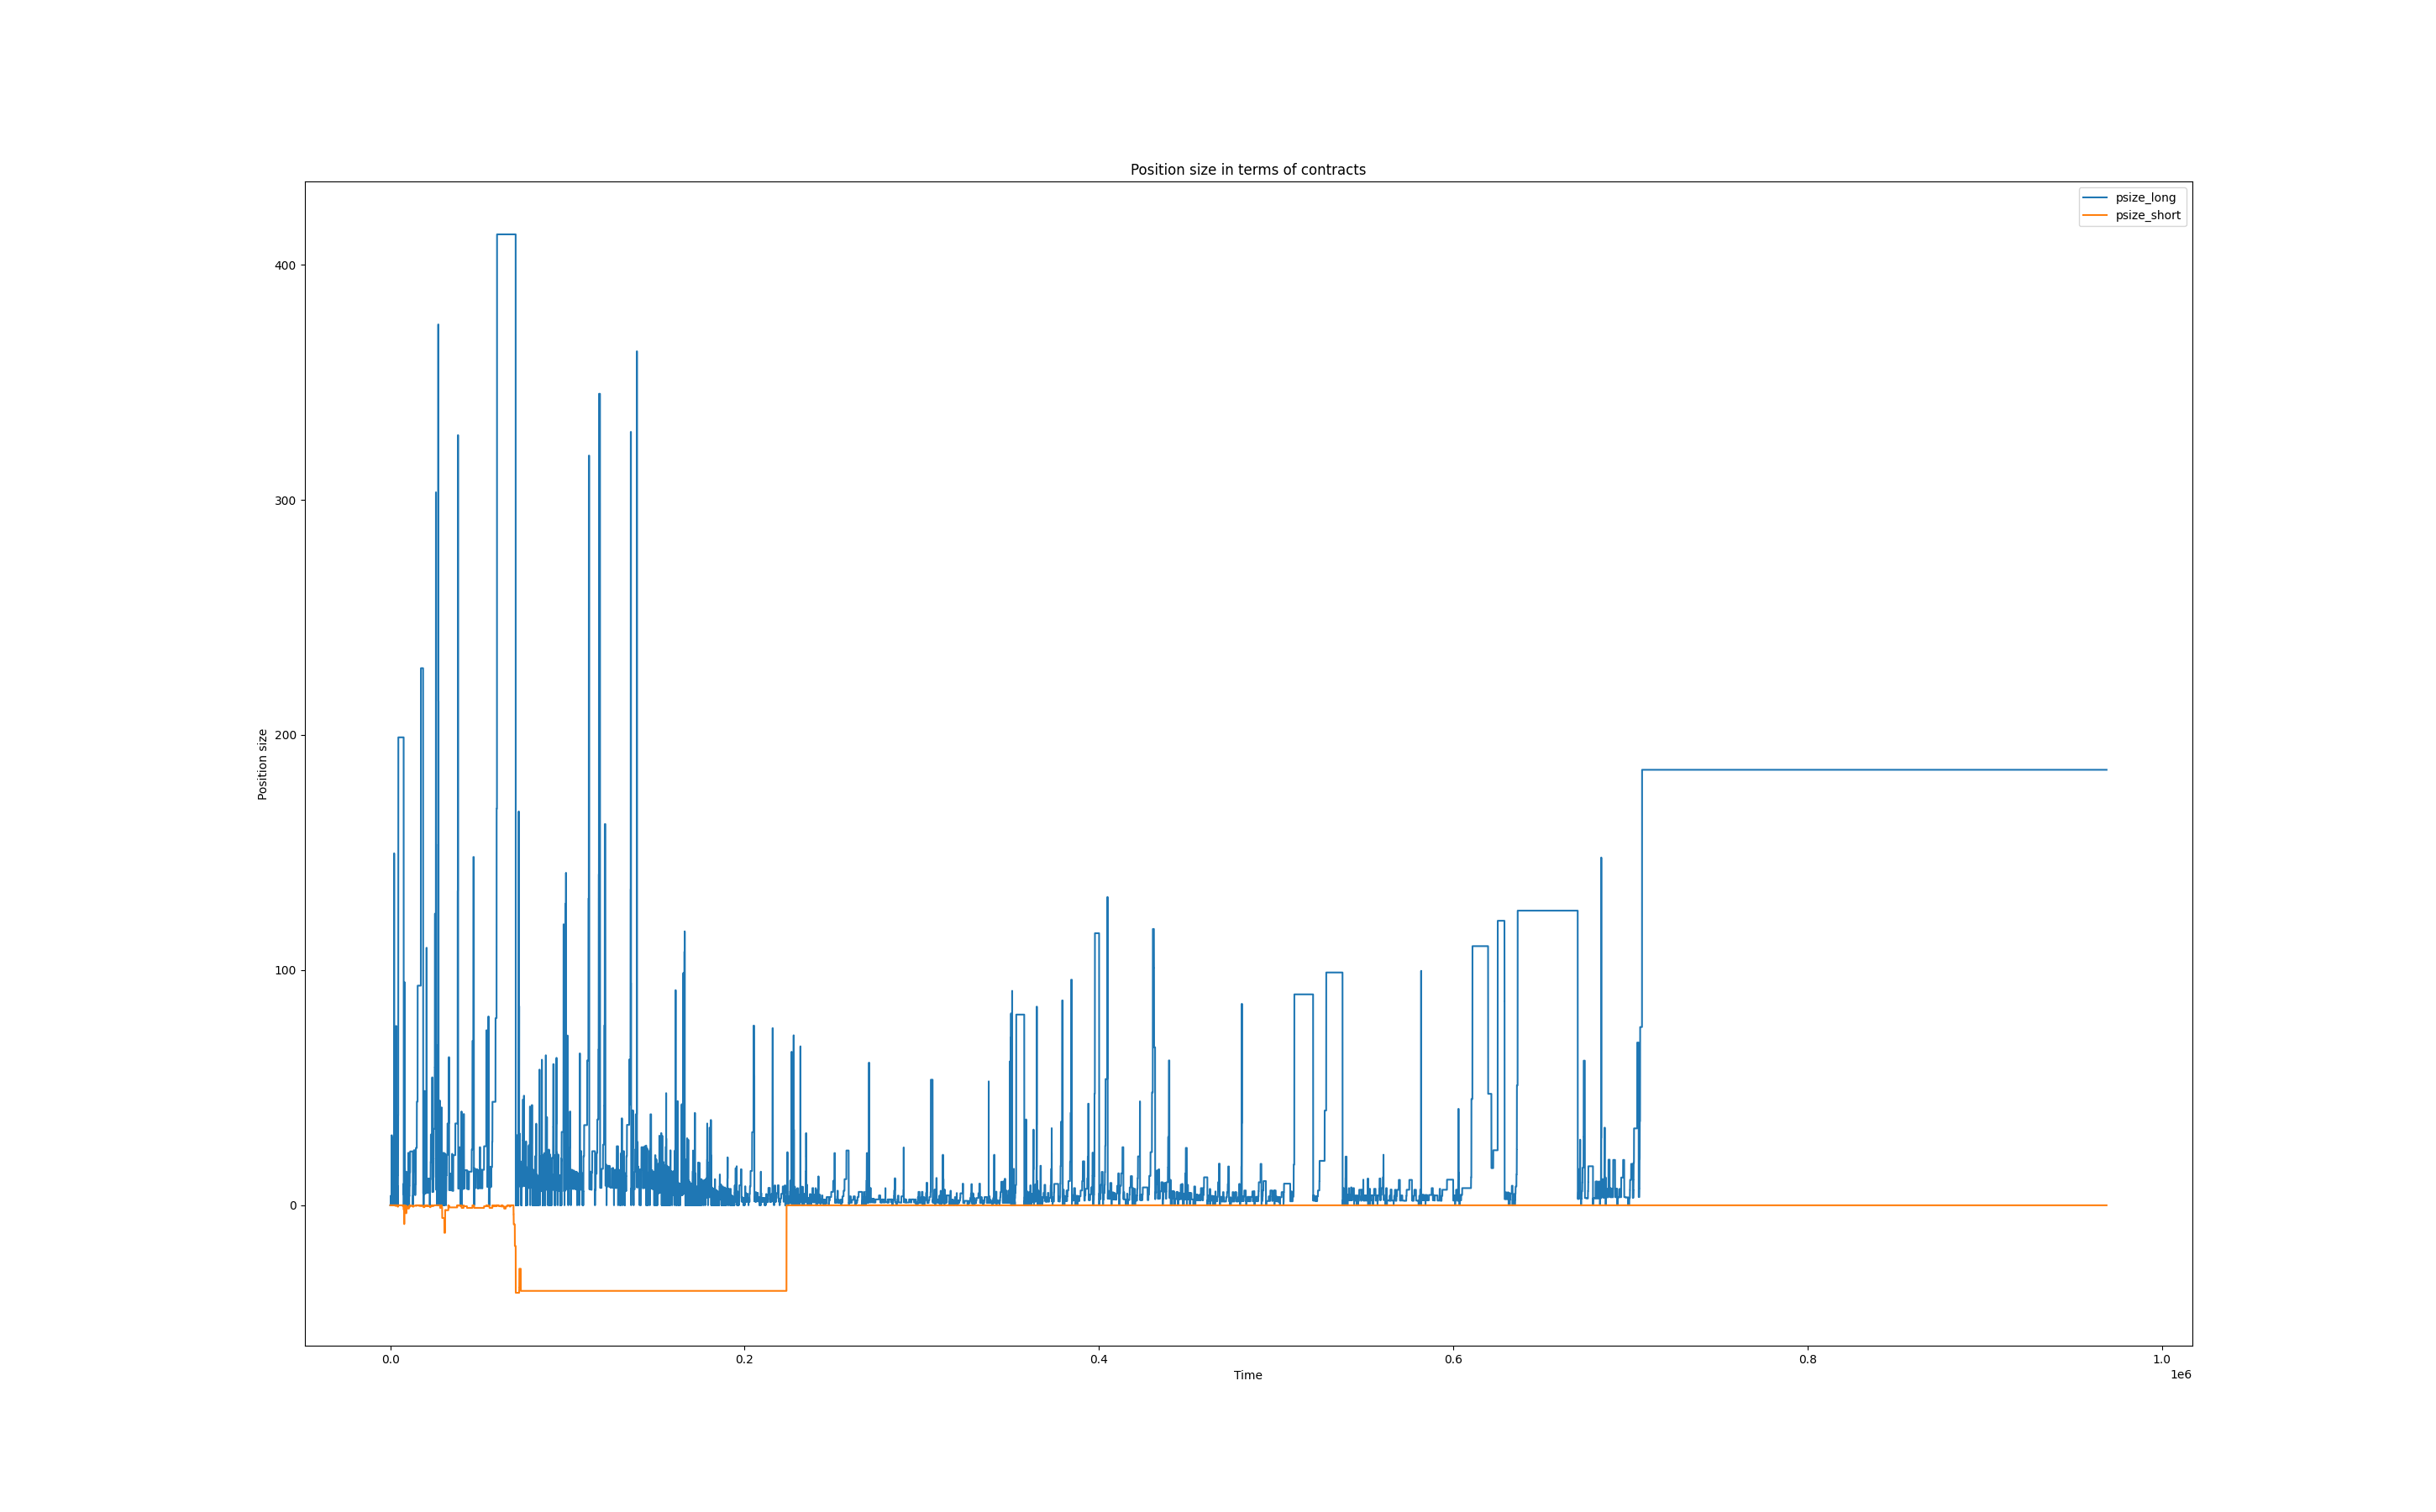 Position size in terms of contracts
psize_long
psize_short
400
300
200
100
0
Position size
0.0
0.2
0.4
0.6
0.8
1.0
1e6
Time